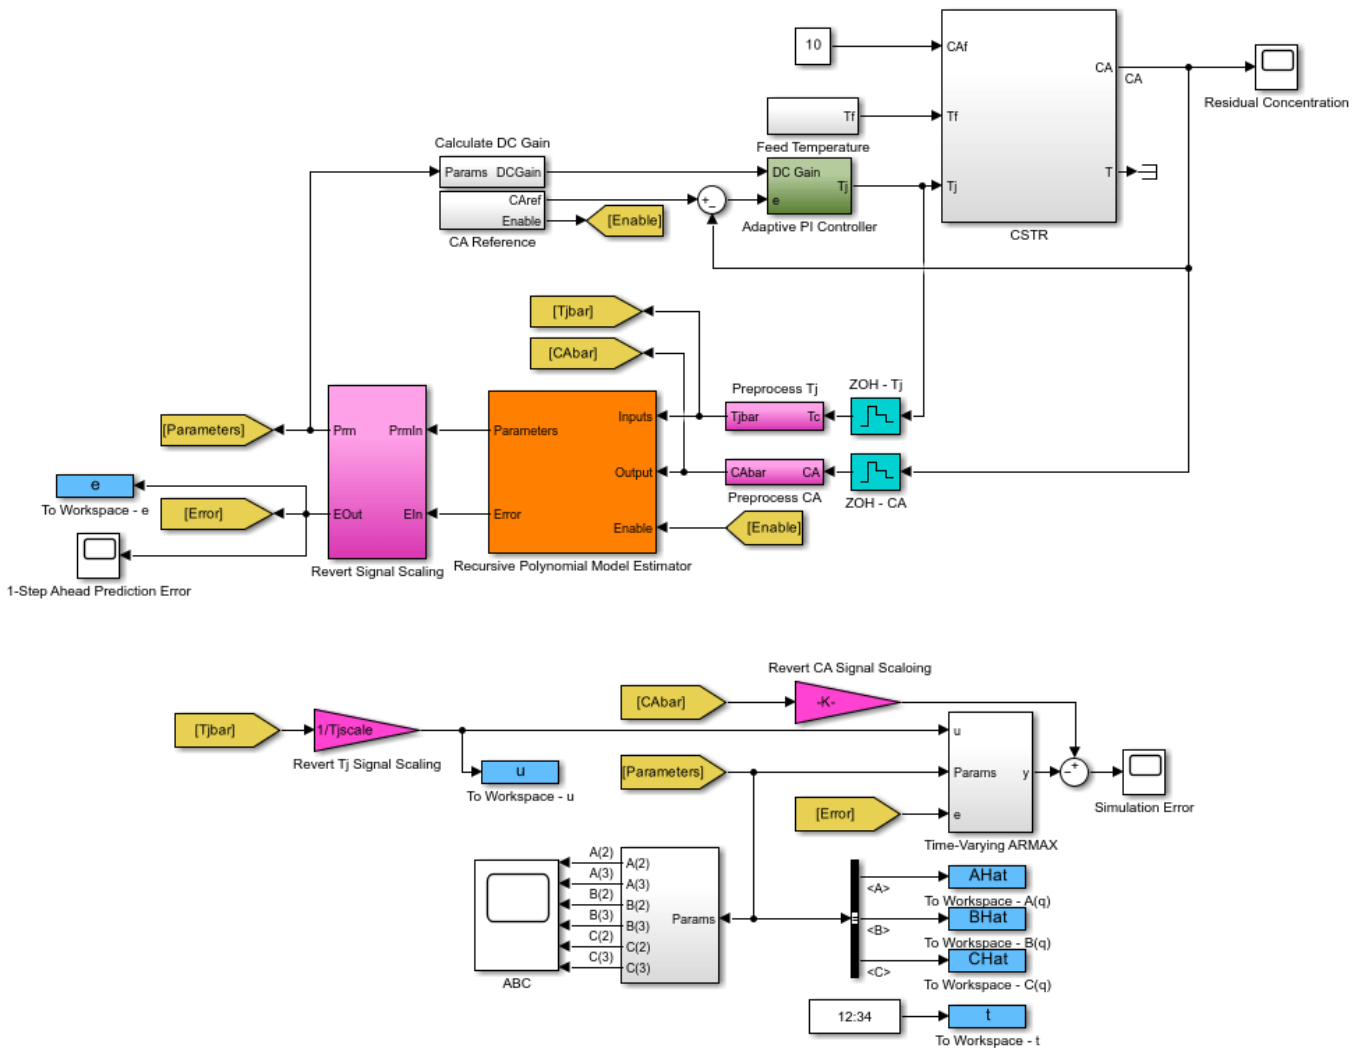 10
CAf
CA
CA
Residual Concentration
Tf
Tf
Feed Temperature
Calculate DC Gain
Params DCGain
DC Gain
Tj
e
Adaptive PI Controller
T
Tj
CSTR
CAref
Enable
CA Reference
[Enable]
+
-
[Tjbar]
[CAbar]
Preprocess Tj
ZOH - Tj
Tjbar Tc
Inputs
[Parameters]
Prm
PrmIn
Parameters
Output
CAbar CA
Preprocess CA
ZOH - CA
e
To Workspace - e
[Error]
EOut
EIn
Error
Enable
[Enable]
Revert Signal Scaling
Recursive Polynomial Model Estimator
1-Step Ahead Prediction Error
Revert CA Signal Scaloing
[CAbar]
-K-
[Tjbar]
1/Tjscale
Revert Tj Signal Scaling
u
u
To Workspace - u
[Parameters]
Params
y
-
+
Simulation Error
[Error]
e
Time-Varying ARMAX
A(2)
A(2)
A(3)
A(3)
B(2)
B(2)
B(3)
B(3)
C(2)
C(2)
C(3)
C(3)
Params
ABC
<A>
AHat
To Workspace - A(q)
<B>
BHat
To Workspace - B(q)
<C>
CHat
To Workspace - C(q)
12:34
t
To Workspace - t